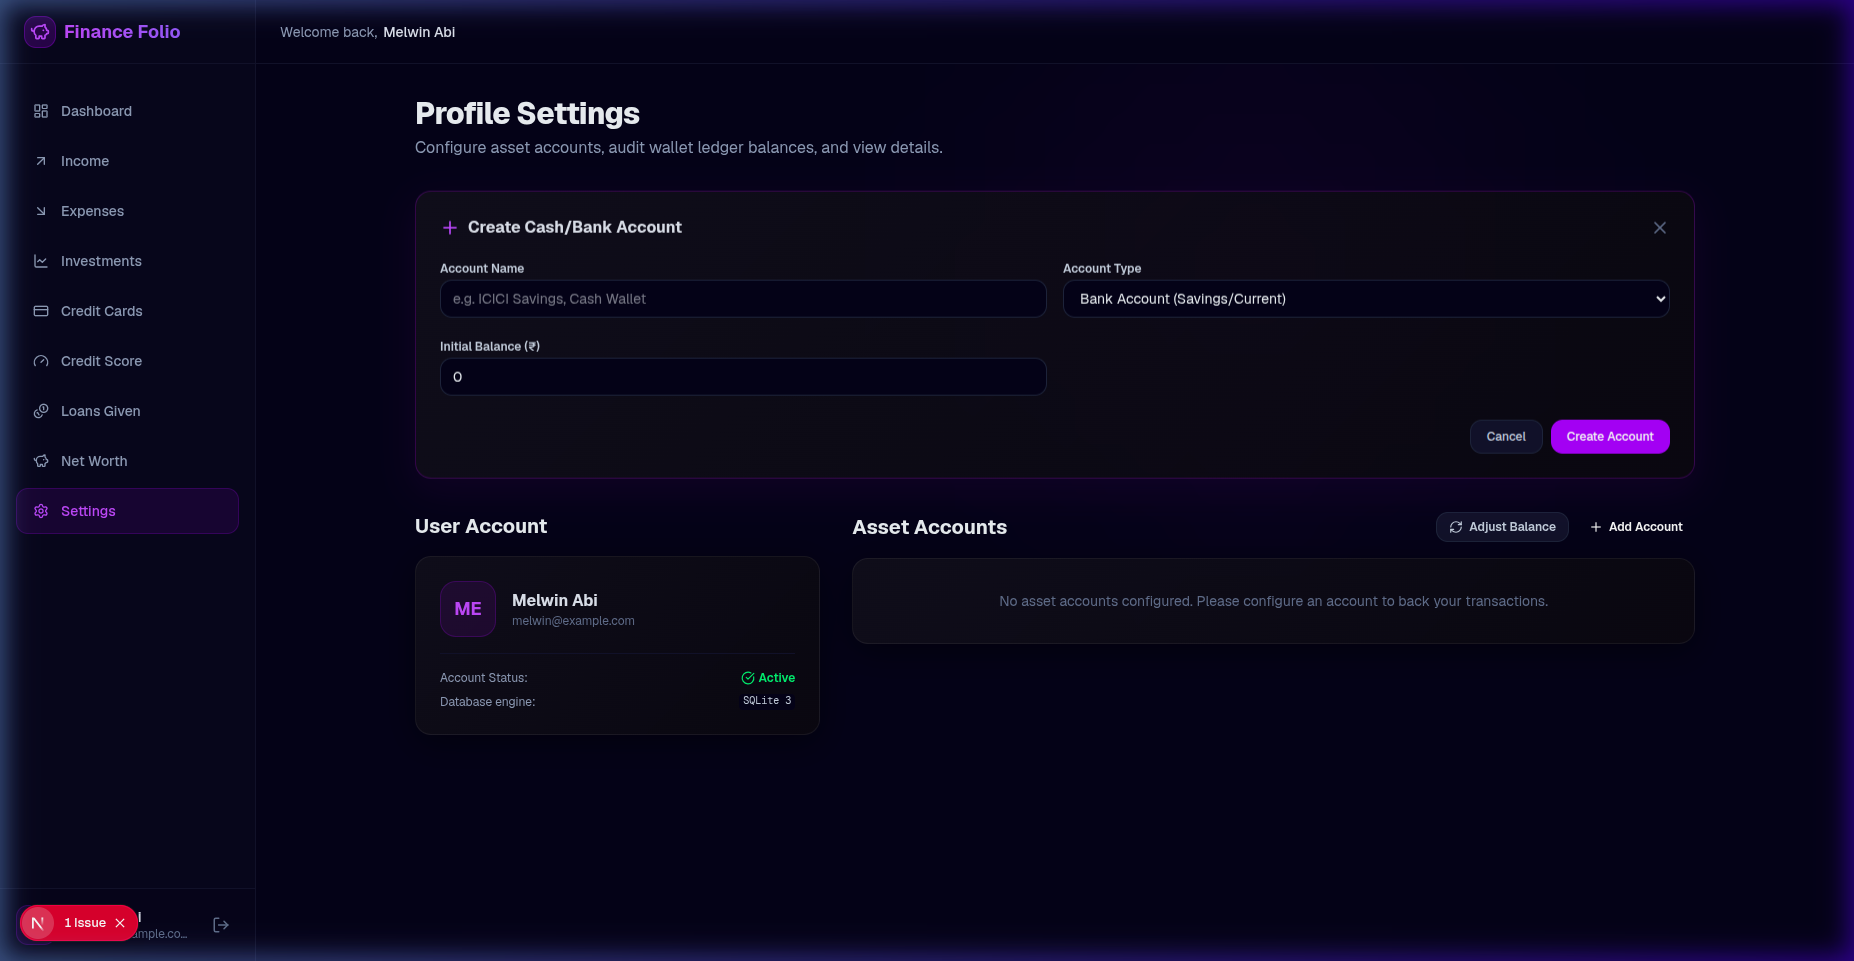 Finance Folio
Welcome back, Melwin Abi
Dashboard
Income
Expenses
Investments
Credit Cards
Credit Score
Loans Given
Net Worth
Settings
Profile Settings
Configure asset accounts, audit wallet ledger balances, and view details.
Create Cash/Bank Account
Account Name
e.g. ICICI Savings, Cash Wallet
Account Type
Bank Account (Savings/Current)
Initial Balance (₹)
0
Cancel
Create Account
User Account
ME
Melwin Abi
melwin@example.com
Account Status:
Active
Database engine:
SQLite 3
Asset Accounts
Adjust Balance
Add Account
No asset accounts configured. Please configure an account to back your transactions.
N
1 Issue